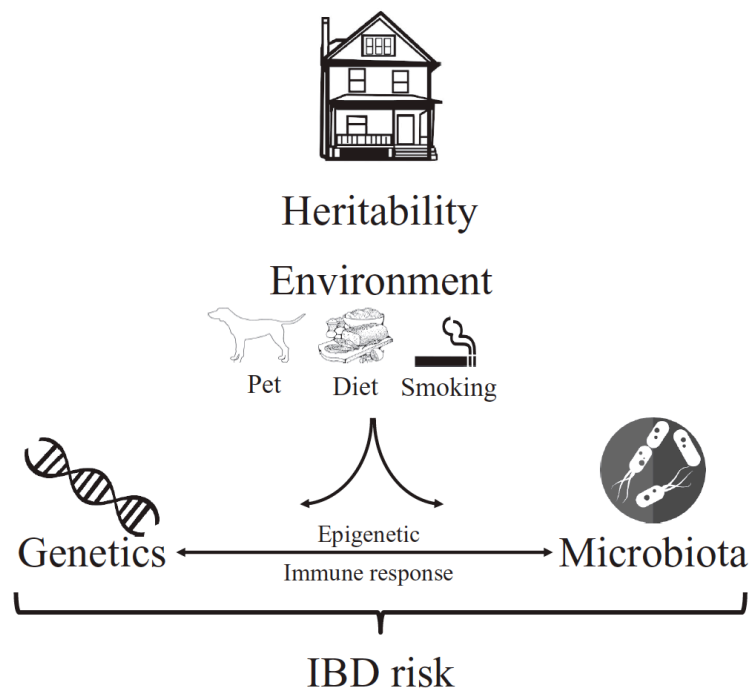 Heritability
Environment
Pet Diet Smoking
Epigenetic
Genetics Microbiota
Immune response
IBD risk